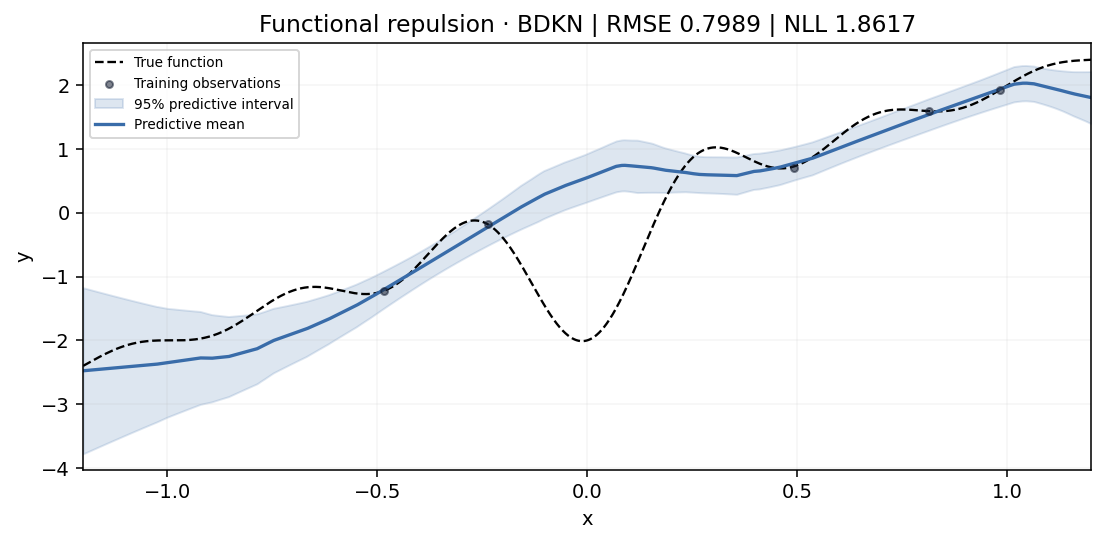 Functional repulsion · BDKN | RMSE 0.7989 | NLL 1.8617
True function
Training observations
95% predictive interval
Predictive mean
y
2
1
0
−1
−2
−3
−4
−1.0 −0.5 0.0 0.5 1.0
x